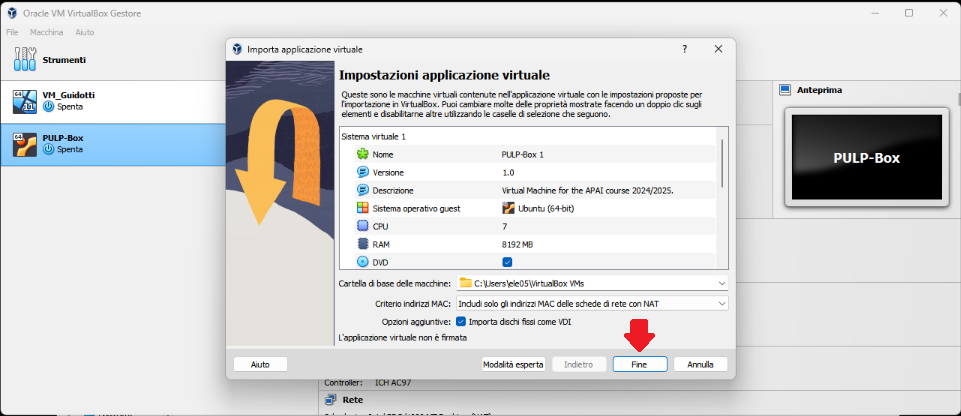 Oracle VM VirtualBox Gestore
File Macchina Aiuto
Strumenti
VM_Guidotti
Spenta
PULP-Box
Spenta
Importa applicazione virtuale
Impostazioni applicazione virtuale
Queste sono le macchine virtuali contenute nell'applicazione virtuale con le impostazioni proposte per
l'importazione in VirtualBox. Puoi cambiare molte delle proprietà mostrate facendo un doppio clic sugli
elementi e disabilitarne altre utilizzando le caselle di selezione che seguono.
Sistema virtuale 1
Nome PULP-Box 1
Versione 1.0
Descrizione Virtual Machine for the APAI course 2024/2025.
Sistema operativo guest Ubuntu (64-bit)
CPU 7
RAM 8192 MB
DVD
Cartella di base delle macchine: C:\Users\ele05\VirtualBox VMs
Criterio indirizzi MAC: Includi solo gli indirizzi MAC delle schede di rete con NAT
Opzioni aggiuntive: Importa dischi fissi come VDI
L'applicazione virtuale non è firmata
Aiuto Modalità esperta Indietro Fine Annulla
Anteprima
PULP-Box
Controller: ICH AC97
Rete